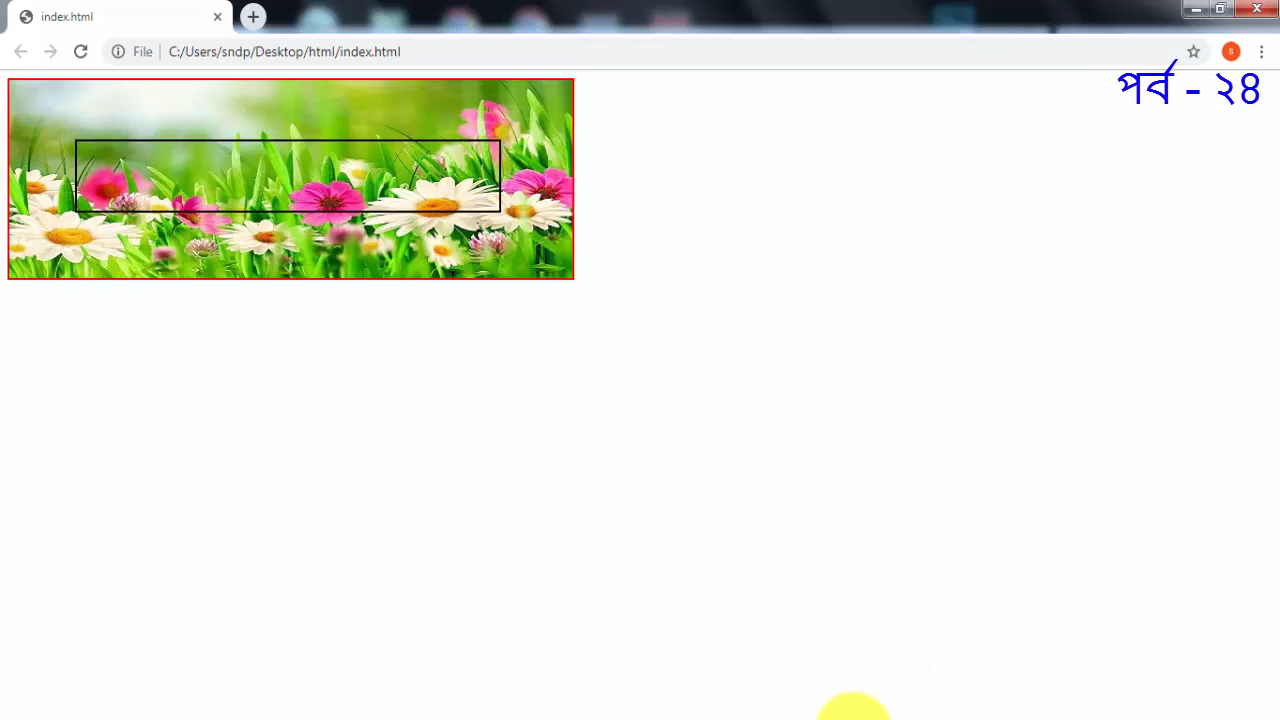 index.html
File
C:/Users/sndp/Desktop/html/index.html
S
পর্ব - ২৪